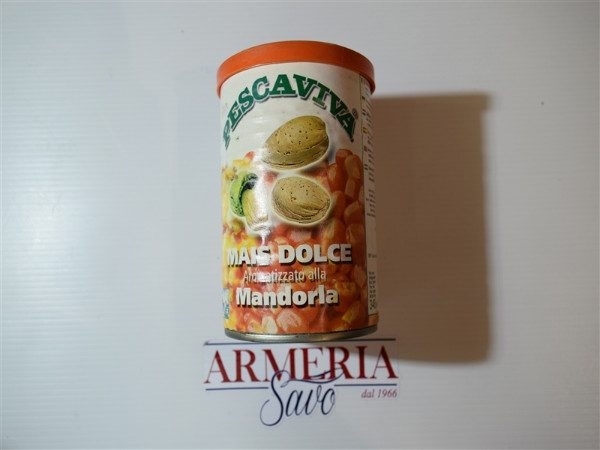 PESCAVIVA®
MAIS DOLCE
Aromatizzato alla
Mandorla
ARMERIA
Savo
dal 1966